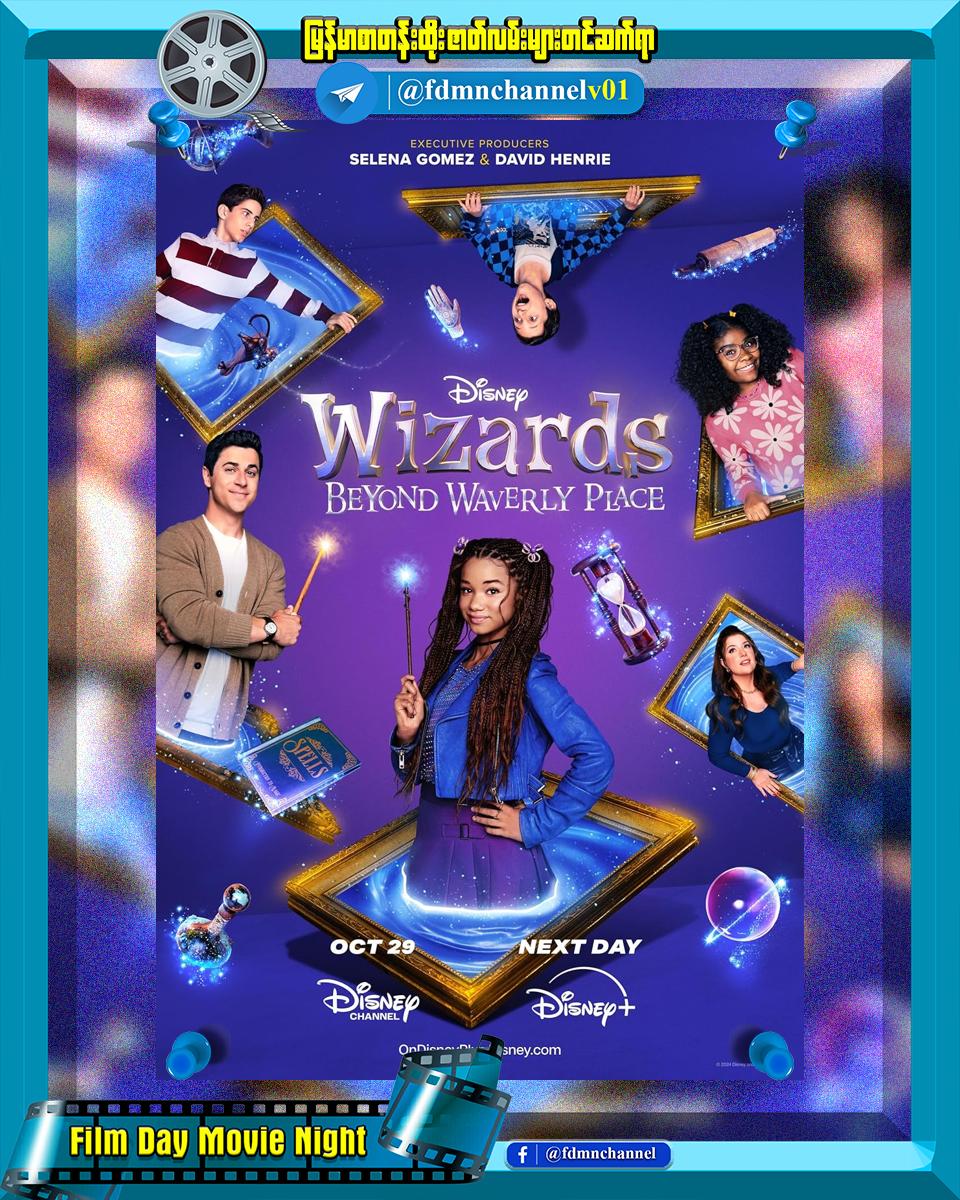 မြန်မာစာတန်းထိုးဇာတ်လမ်းများတင်ဆက်ရာ
@fdmnchannelv01
EXECUTIVE PRODUCERS
SELENA GOMEZ & DAVID HENRIE
DISNEY
Wizards
BEYOND WAVERLY PLACE
SPELLS
OCT 29
NEXT DAY
DISNEY
CHANNEL
DISNEY+
Film Day Movie Night
f
@fdmnchannel